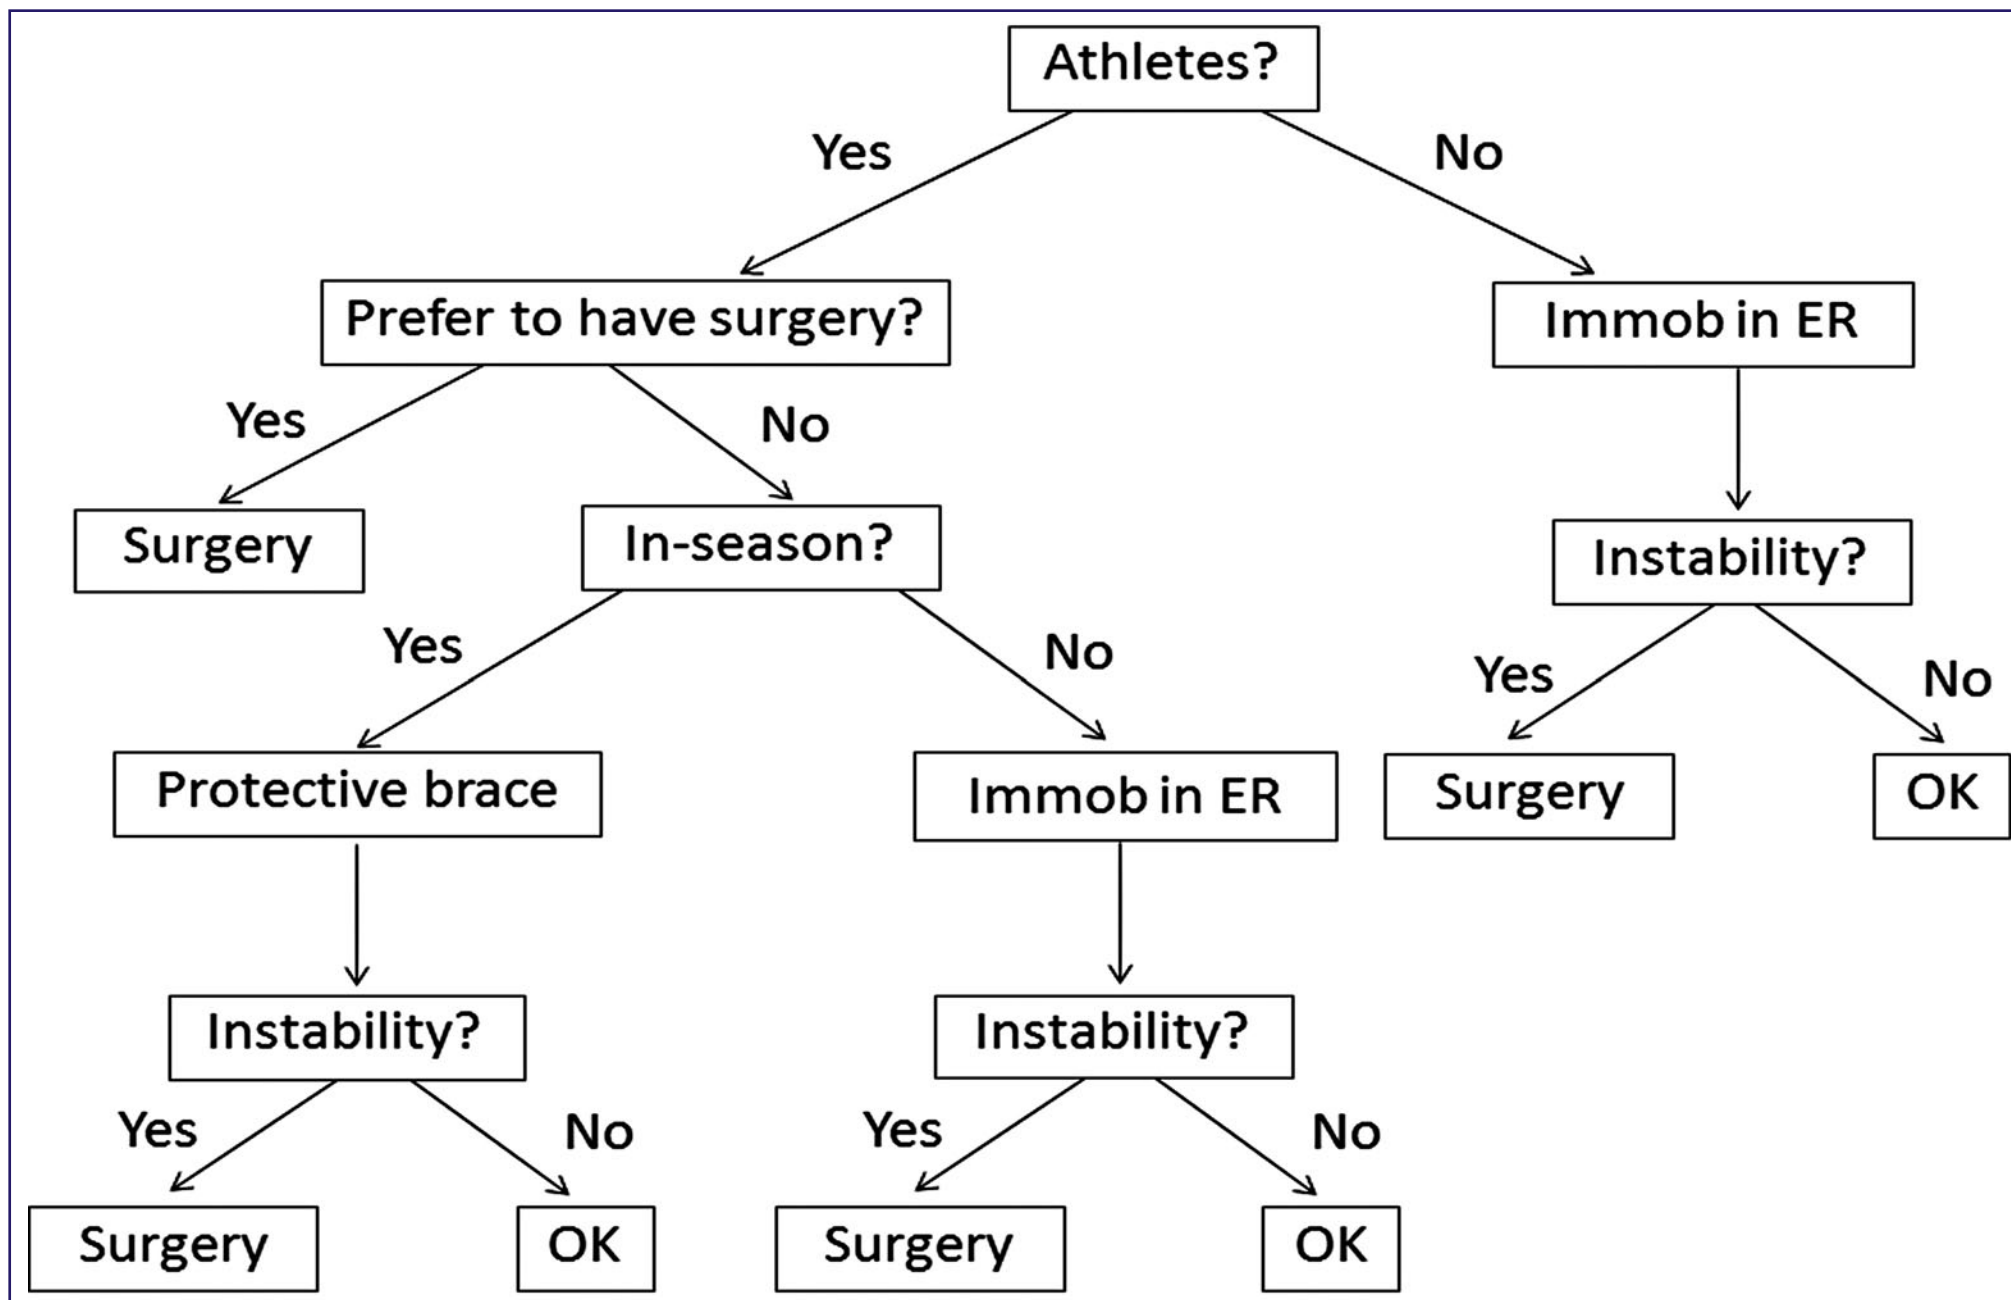 Athletes?
Yes
No
Prefer to have surgery?
Immob in ER
Yes
No
Surgery
In-season?
Instability?
Yes
No
Yes
No
Protective brace
Immob in ER
Surgery
OK
Instability?
Instability?
Yes
No
Yes
No
Surgery
OK
Surgery
OK